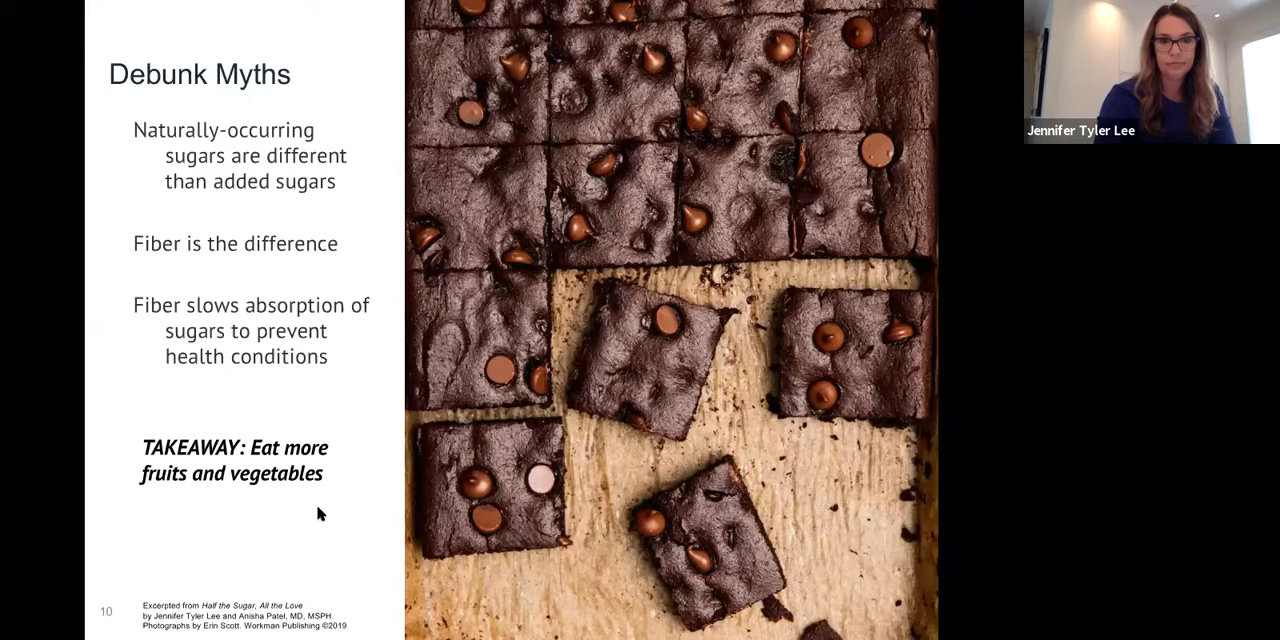 Debunk Myths
Naturally-occurring
sugars are different
than added sugars
Fiber is the difference
Fiber slows absorption of
sugars to prevent
health conditions
TAKEAWAY: Eat more
fruits and vegetables
10
Excerpted from Half the Sugar, All the Love
by Jennifer Tyler Lee and Anisha Patel, MD, MSPH.
Photographs by Erin Scott. Workman Publishing ©2019
Jennifer Tyler Lee